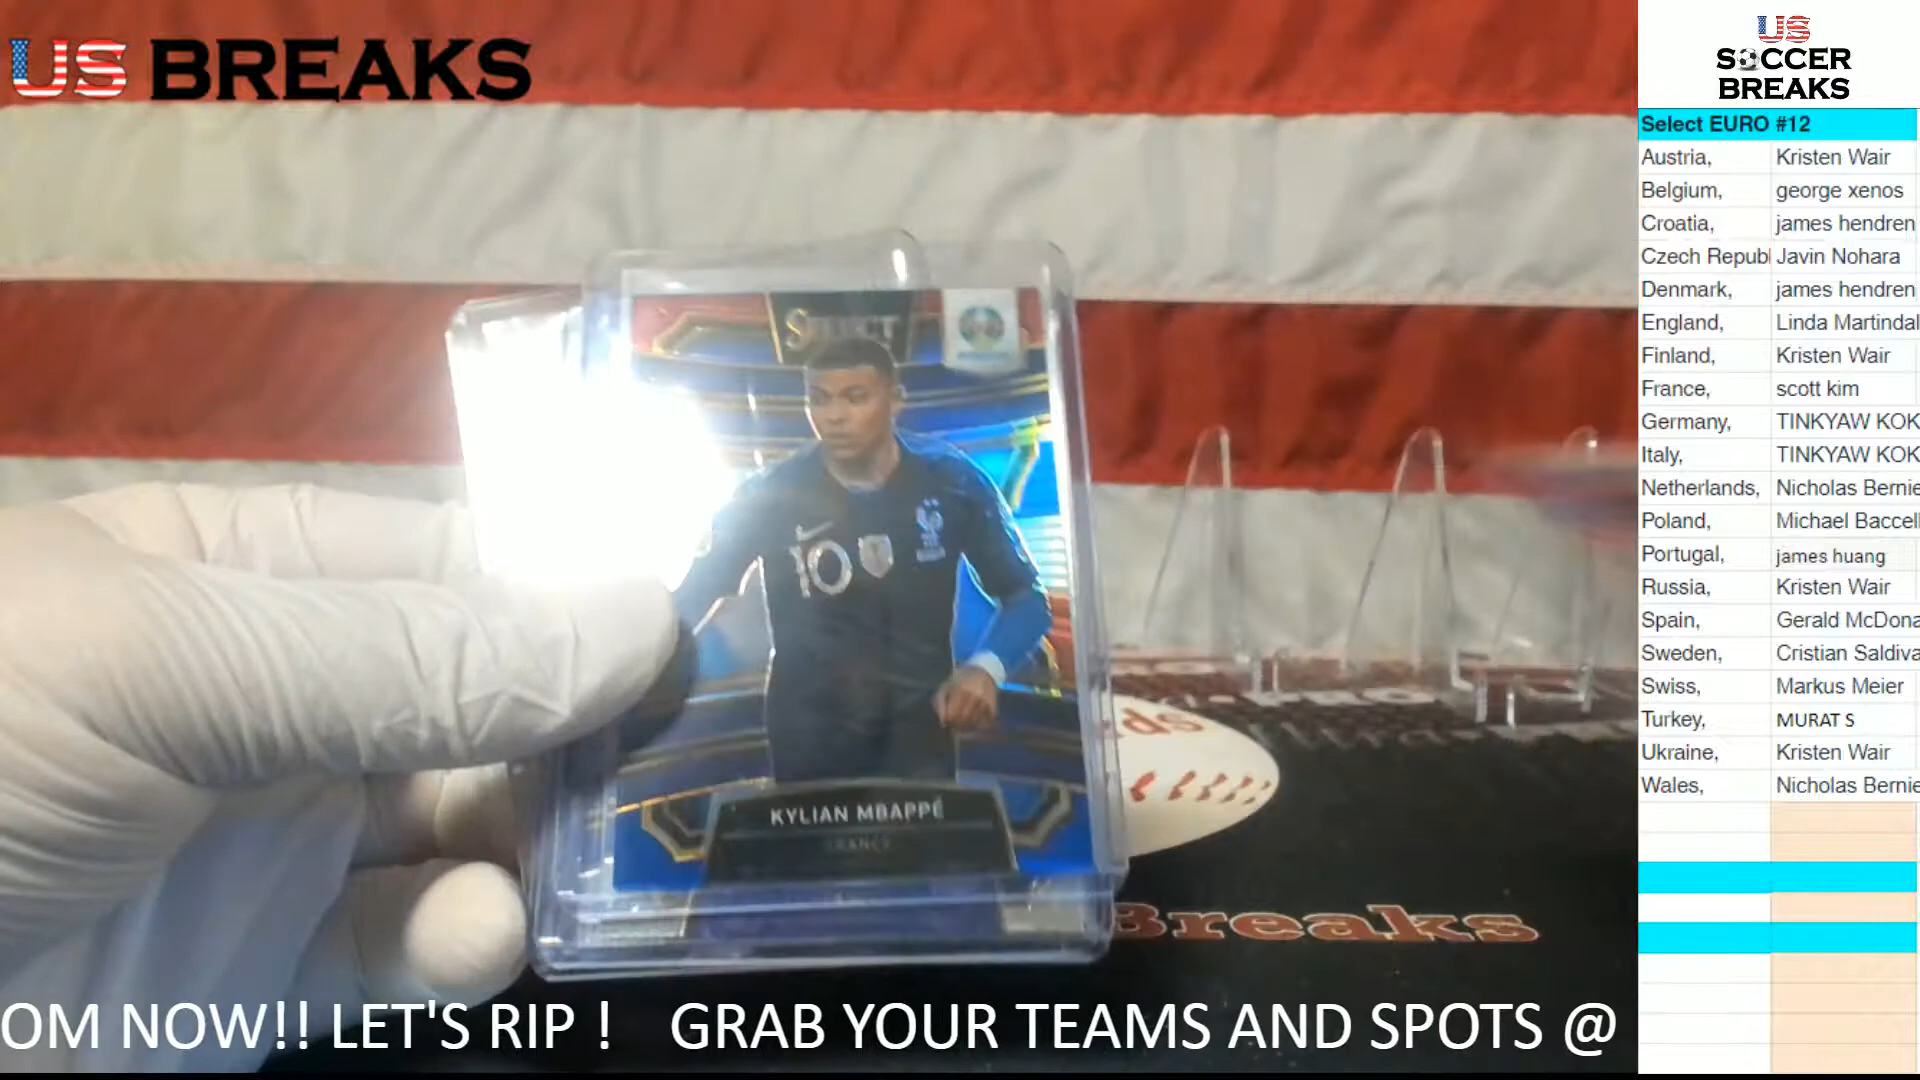 US BREAKS
US
SOCCER
BREAKS
Select EURO #12
Austria, Kristen Wair
Belgium, george xenos
Croatia, james hendren
Czech Republ Javin Nohara
Denmark, james hendren
England, Linda Martindal
Finland, Kristen Wair
France, scott kim
Germany, TINKYAW KOK
Italy, TINKYAW KOK
Netherlands, Nicholas Bernie
Poland, Michael Baccell
Portugal, james huang
Russia, Kristen Wair
Spain, Gerald McDona
Sweden, Cristian Saldiva
Swiss, Markus Meier
Turkey, MURAT S
Ukraine, Kristen Wair
Wales, Nicholas Bernie
SELECT
10
KYLIAN MBAPPÉ
FRANCE
ds
Breaks
OM NOW!! LET'S RIP ! GRAB YOUR TEAMS AND SPOTS @